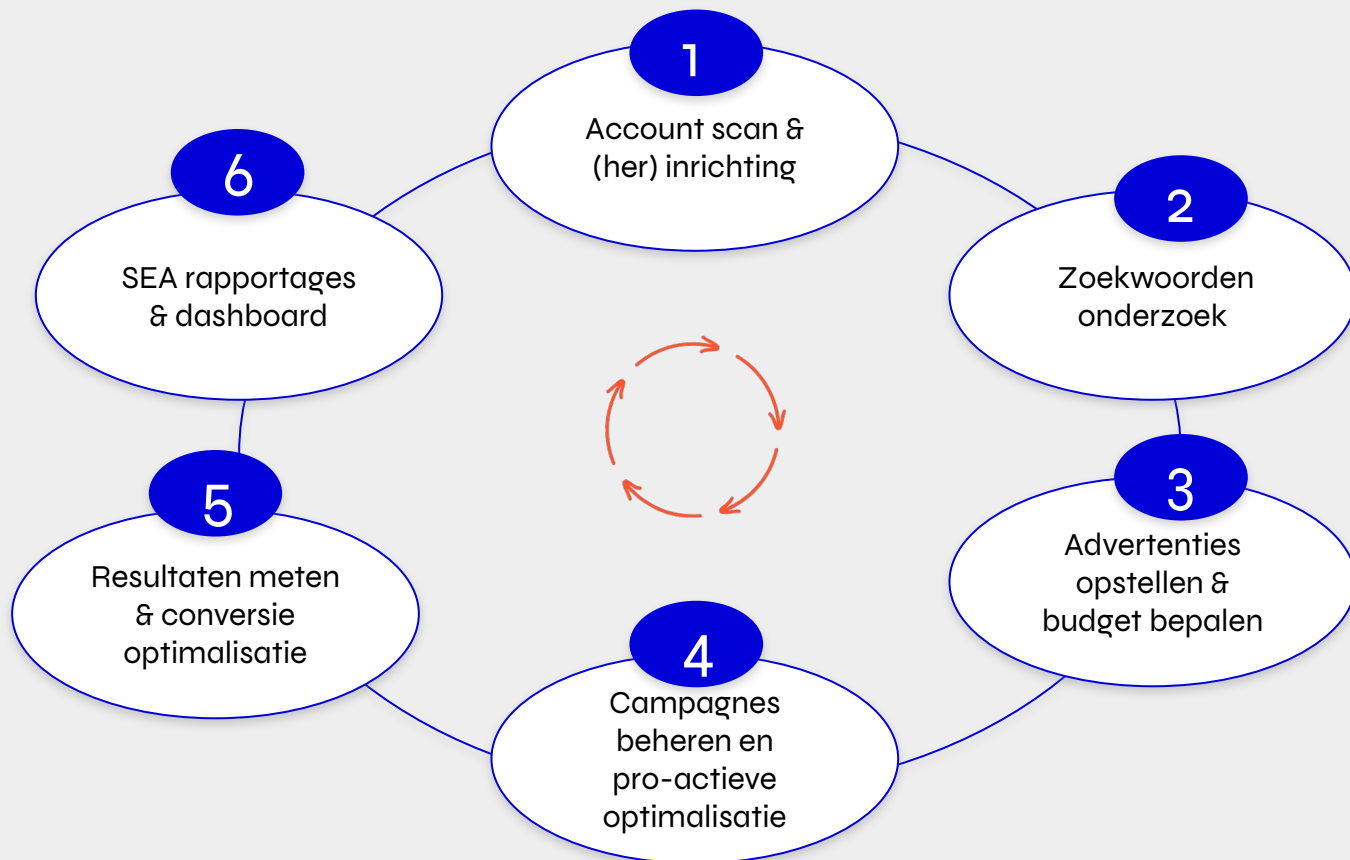 1
Account scan &
(her) inrichting
2
Zoekwoorden
onderzoek
3
Advertenties
opstellen &
budget bepalen
4
Campagnes
beheren en
pro-actieve
optimalisatie
5
Resultaten meten
& conversie
optimalisatie
6
SEA rapportages
& dashboard